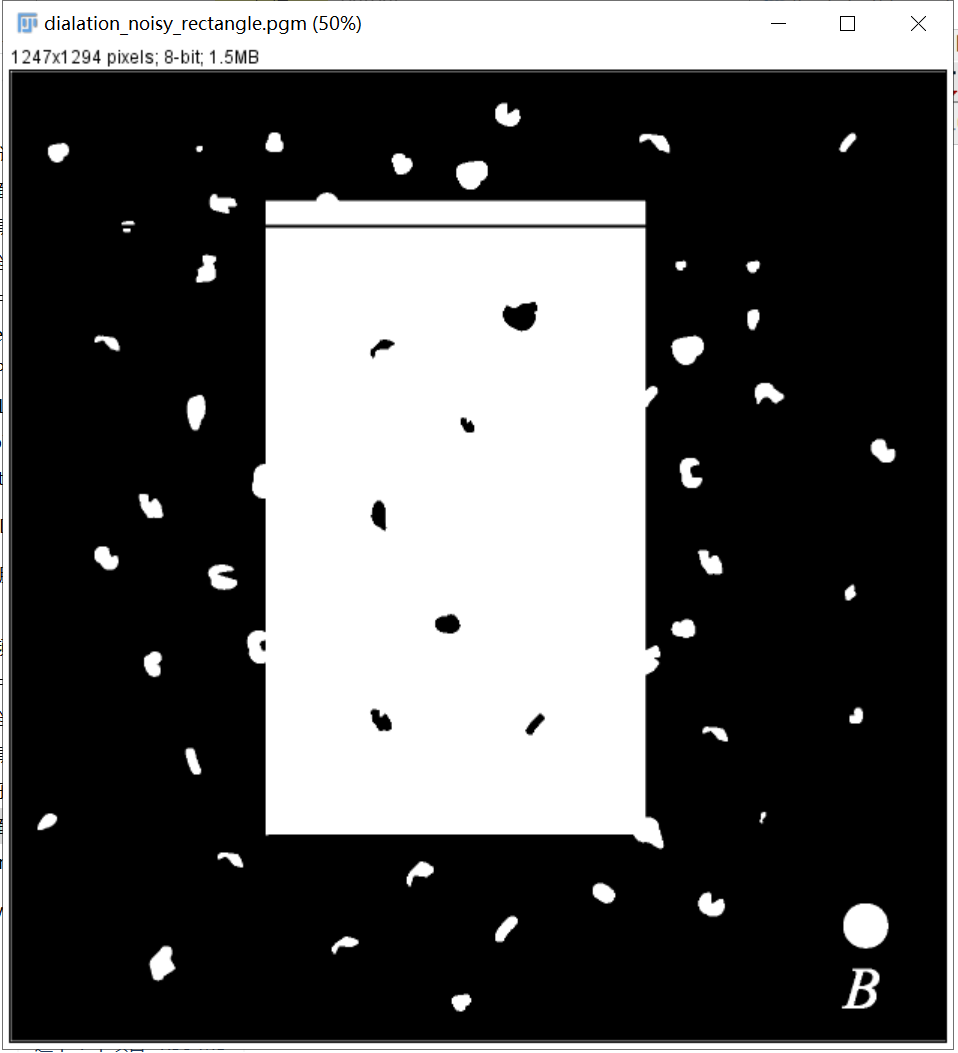 dialation_noisy_rectangle.pgm (50%)
1247x1294 pixels; 8-bit; 1.5MB
B